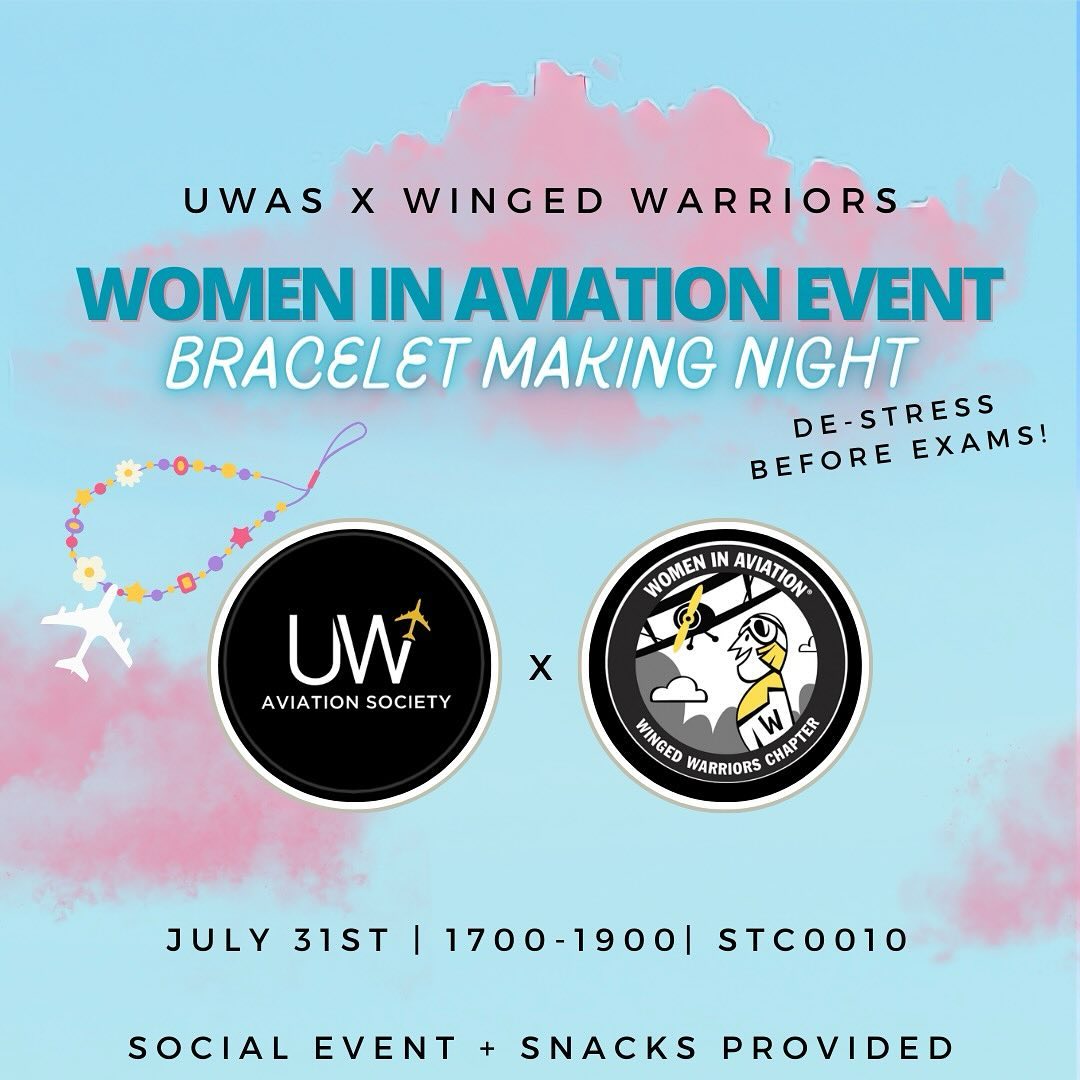 UWAS X WINGED WARRIORS
WOMEN IN AVIATION EVENT
BRACELET MAKING NIGHT
DE-STRESS
BEFORE EXAMS!
UW
AVIATION SOCIETY
X
WOMEN IN AVIATION®
W
WINGED WARRIORS CHAPTER
JULY 31ST | 1700-1900| STC0010
SOCIAL EVENT + SNACKS PROVIDED